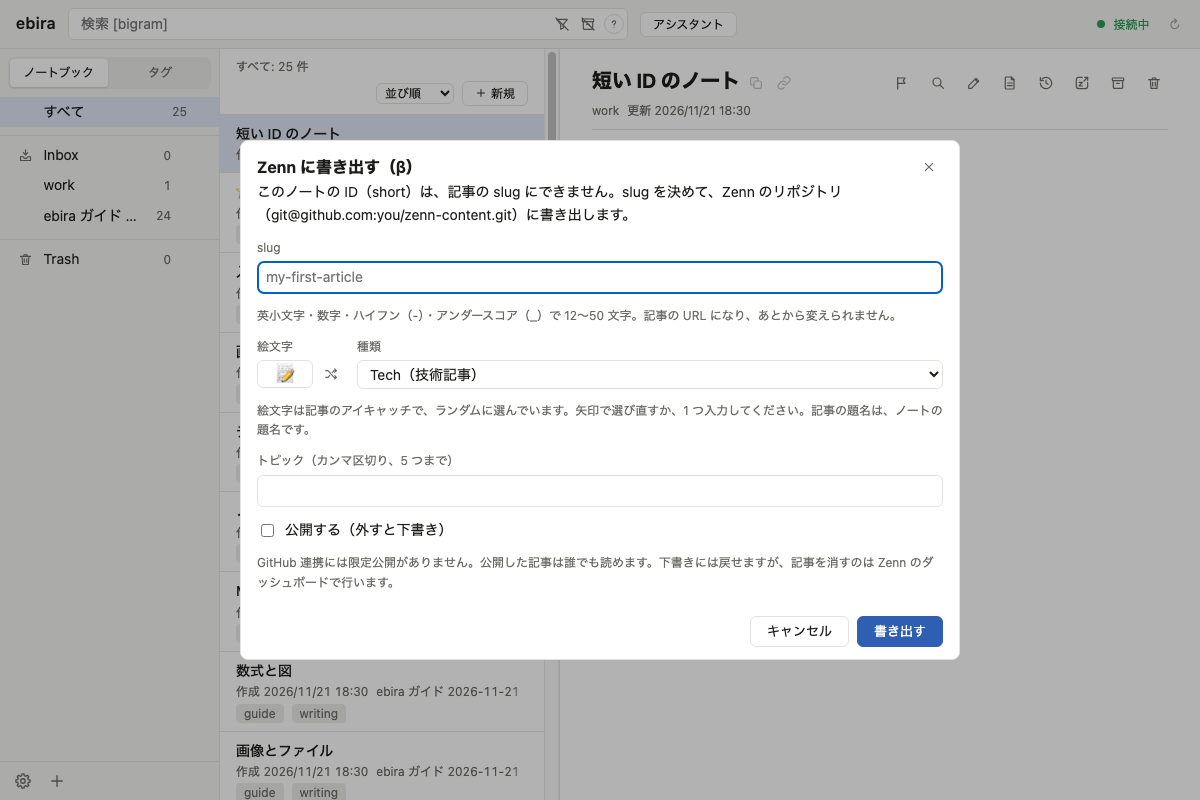 ebira
検索 [bigram]
?
アシスタント
接続中
ノートブック
タグ
すべて
25
Inbox
0
work
1
ebira ガイド ...
24
Trash
0
すべて: 25 件
並び順
新規
短い ID のノート
短い ID のノート
work 更新 2026/11/21 18:30
Zenn に書き出す（β）
このノートの ID（short）は、記事の slug にできません。slug を決めて、Zenn のリポジトリ
（git@github.com:you/zenn-content.git）に書き出します。
slug
my-first-article
英小文字・数字・ハイフン（-）・アンダースコア（_）で 12〜50 文字。記事の URL になり、あとから変えられません。
絵文字
種類
Tech（技術記事）
絵文字は記事のアイキャッチで、ランダムに選んでいます。矢印で選び直すか、1 つ入力してください。記事の題名は、ノートの
題名です。
トピック（カンマ区切り、5 つまで）
公開する（外すと下書き）
GitHub 連携には限定公開がありません。公開した記事は誰でも読めます。下書きには戻せますが、記事を消すのは Zenn のダ
ッシュボードで行います。
キャンセル
書き出す
数式と図
作成 2026/11/21 18:30 ebira ガイド 2026-11-21
guide
writing
画像とファイル
作成 2026/11/21 18:30 ebira ガイド 2026-11-21
guide
writing